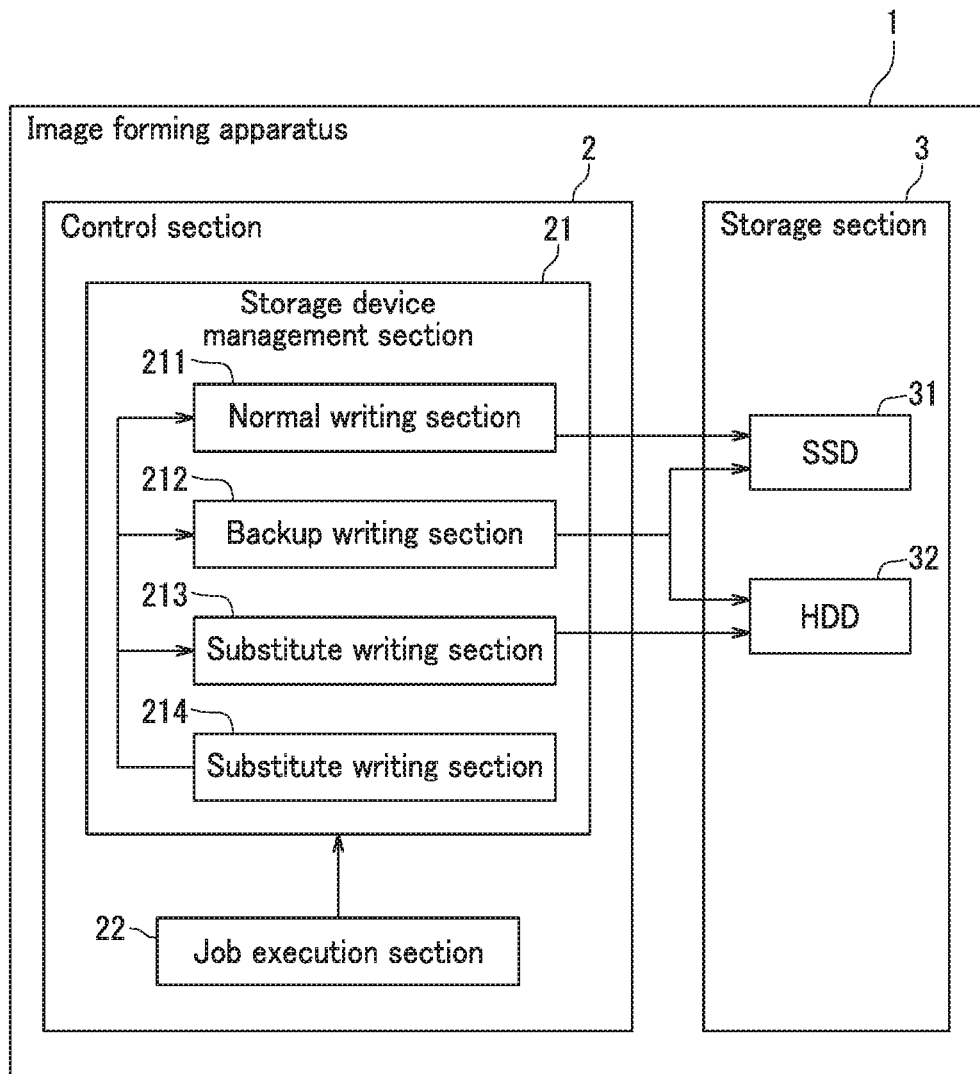 1
Image forming apparatus
2
3
Control section
Storage section
21
Storage device
management section
211
Normal writing section
31
SSD
212
Backup writing section
32
HDD
213
Substitute writing section
214
Substitute writing section
22
Job execution section